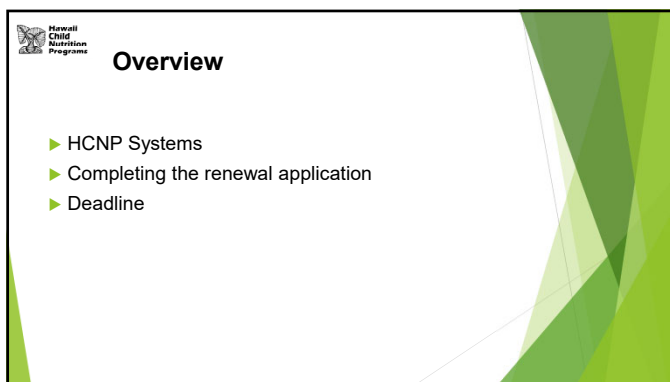 Hawaii
Child
Nutrition
Programs
Overview
HCNP Systems
Completing the renewal application
Deadline